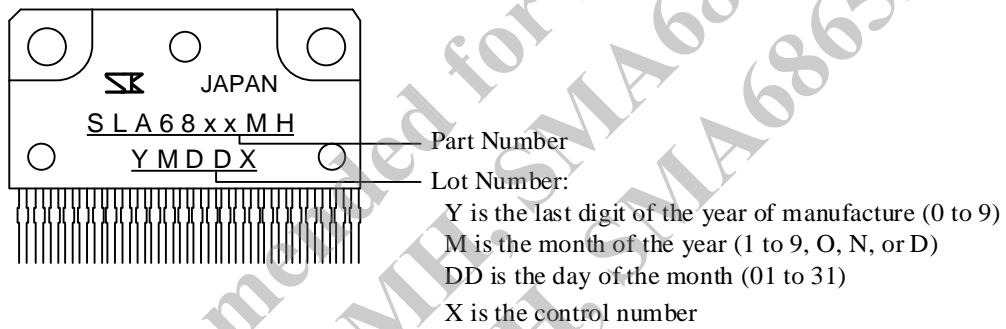 JAPAN
SLA68xxMH
YMDDX
Part Number
Lot Number:
Y is the last digit of the year of manufacture (0 to 9)
M is the month of the year (1 to 9, O, N, or D)
DD is the day of the month (01 to 31)
X is the control number